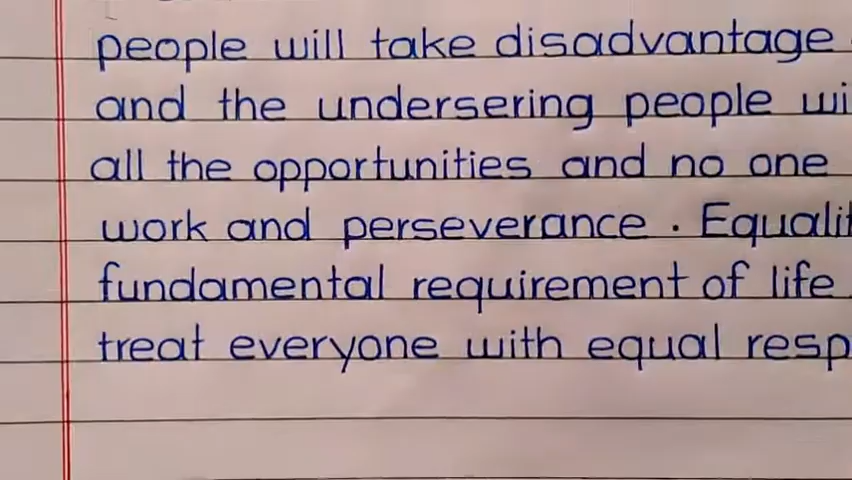 people will take disadvantage
and the undersering people wi
all the opportunities and no one
work and perseverance. Equalit
fundamental requirement of life
treat everyone with equal resp